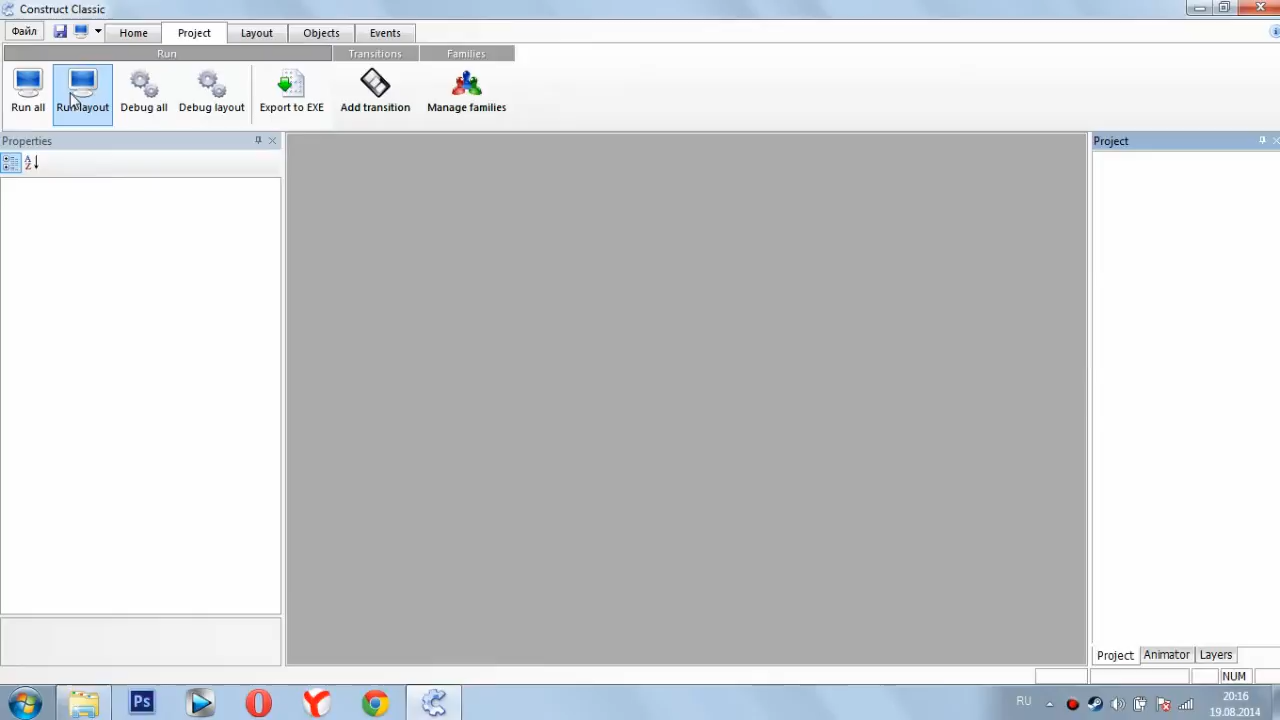 Construct Classic
Файл
Home
Project
Layout
Objects
Events
Run
Transitions
Families
Run all
Run layout
Debug all
Debug layout
Export to EXE
Add transition
Manage families
Properties
Project
A
Z
Project
Animator
Layers
NUM
Ps
RU
20:16
19.08.2014